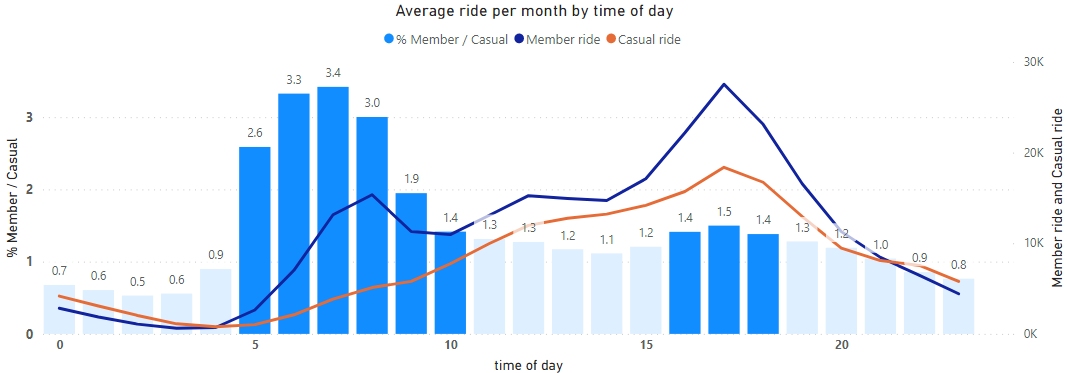 Average ride per month by time of day
% Member / Casual Member ride Casual ride
30K
3.4
3.3
3.0
2.6
3
20K
1.9
2
1.4
1.3
1.3
1.2
1.1
1.2
1.4
1.5
1.4
1.3
1.2
1.0
0.9
0.8
10K
0.9
0.7
0.6
0.5
0.6
1
0
0K
0 5 10 15 20
time of day
% Member / Casual
Member ride and Casual ride